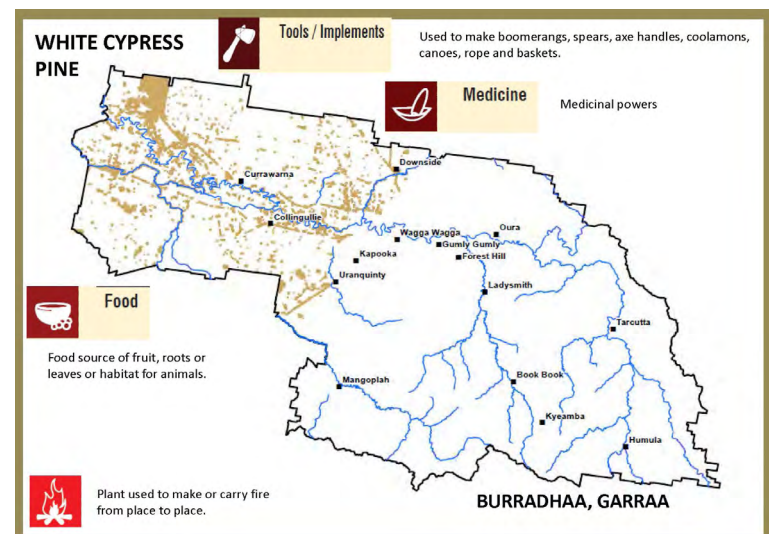 WHITE CYPRESS
PINE
Tools / Implements
Used to make boomerangs, spears, axe handles, coolamons,
canoes, rope and baskets.
Medicine
Medicinal powers
Downside
Currawarna
Collingullie
Wagga Wagga
Oura
Gumly Gumly
Kapooka
Forest Hill
Uranquinty
Ladysmith
Food
Food source of fruit, roots or
leaves or habitat for animals.
Tarcutta
Mangoplah
Book Book
Kyeamba
Humula
Plant used to make or carry fire
from place to place.
BURRADHAA, GARRAA